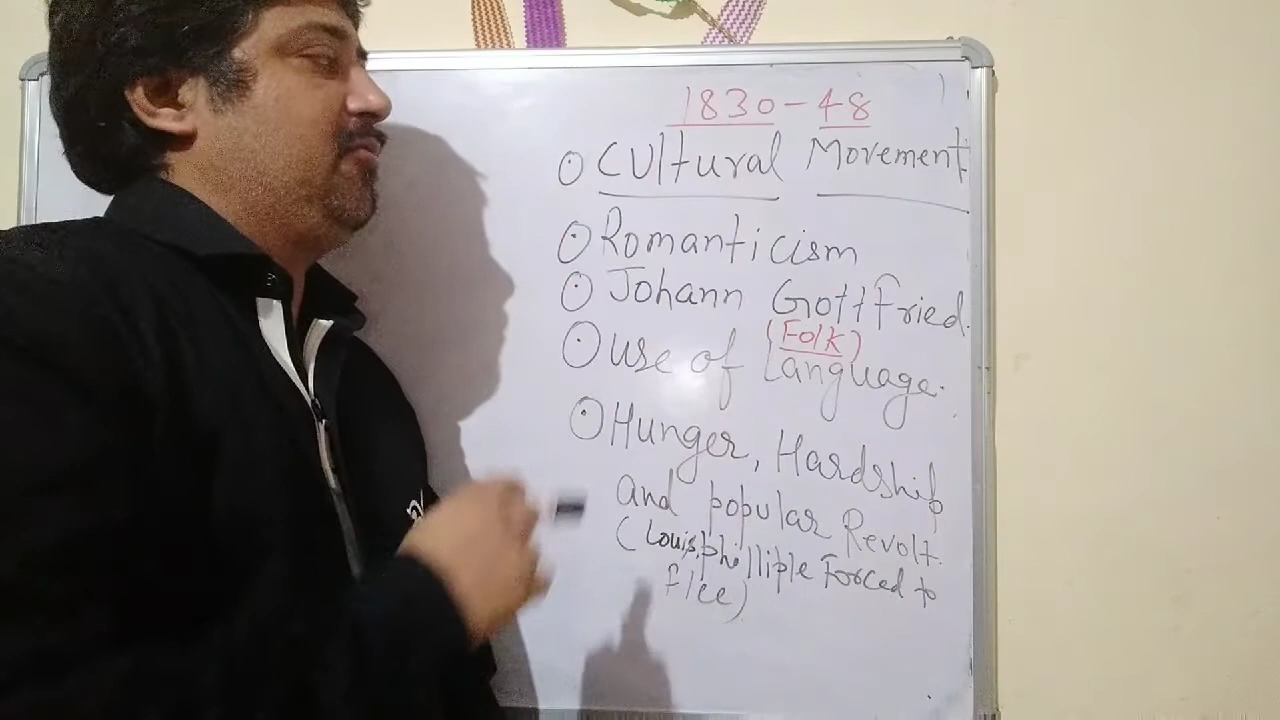 1830-48
Cultural Movement
Romanticism
Johann Gottfried.
(Folk)
use of Language.
Hunger, Hardship
and popular Revolt.
(Louis, philliple Forced to
flee)